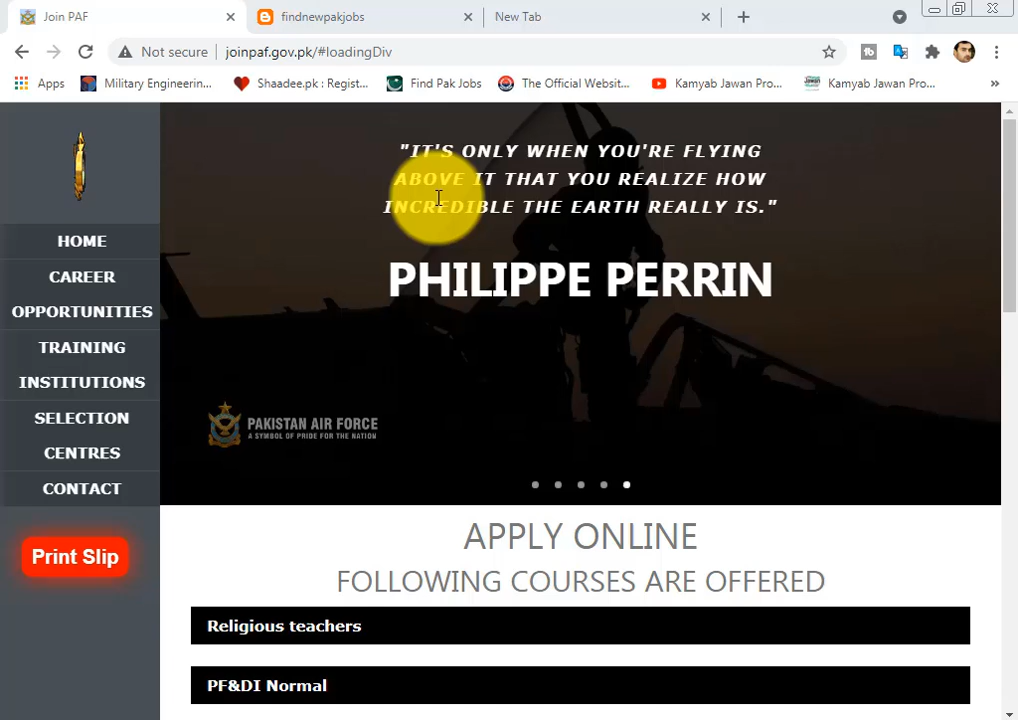 Join PAF
findnewpakjobs
New Tab
Not secure
joinpaf.gov.pk/#loadingDiv
Apps
Military Engineerin...
Shaadee.pk : Regist...
Find Pak Jobs
The Official Websit...
Kamyab Jawan Pro...
Kamyab Jawan Pro...
"IT'S ONLY WHEN YOU'RE FLYING
ABOVE IT THAT YOU REALIZE HOW
INCREDIBLE THE EARTH REALLY IS."
PHILIPPE PERRIN
PAKISTAN AIR FORCE
A SYMBOL OF PRIDE FOR THE NATION
HOME
CAREER
OPPORTUNITIES
TRAINING
INSTITUTIONS
SELECTION
CENTRES
CONTACT
Print Slip
APPLY ONLINE
FOLLOWING COURSES ARE OFFERED
Religious teachers
PF&DI Normal